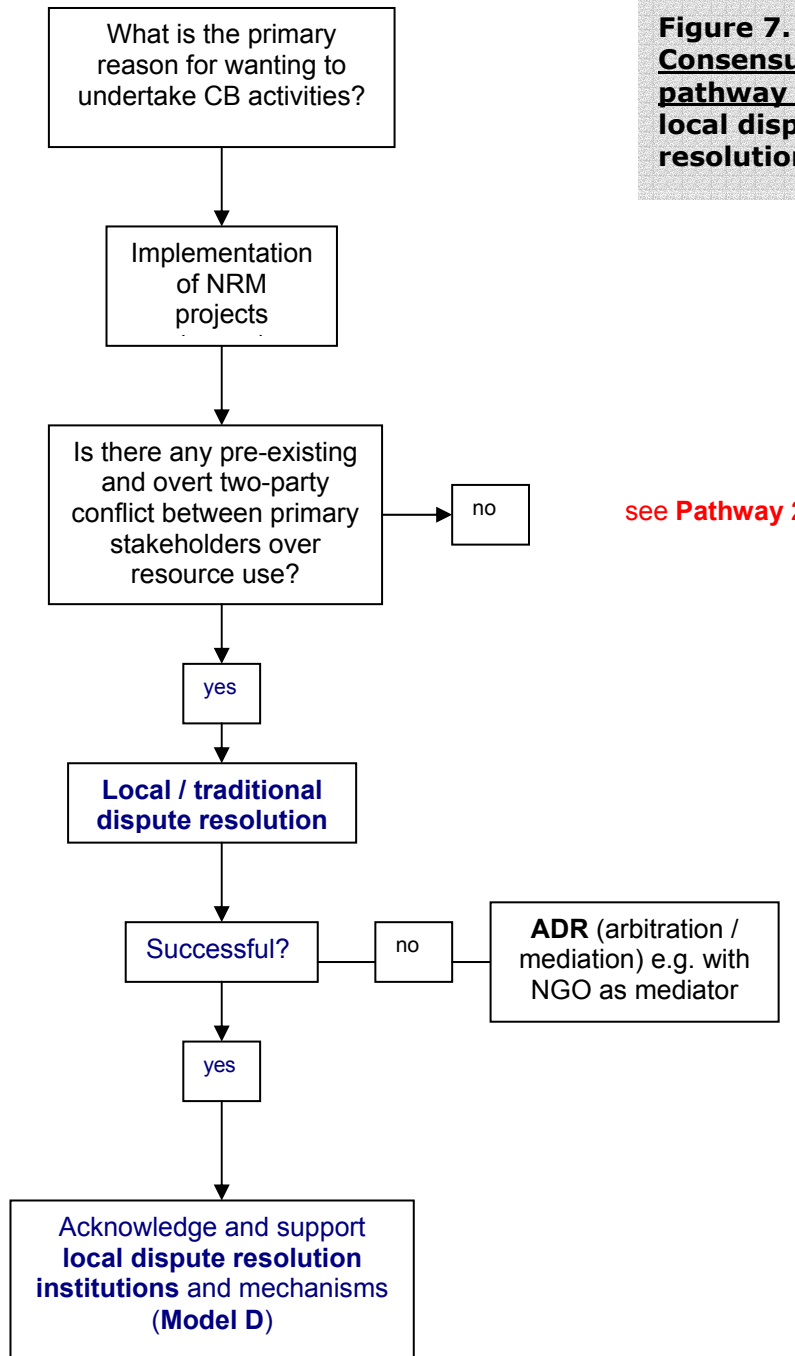 What is the primary
reason for wanting to
undertake CB activities?
Figure 7.
pathway
local
Implementation
of NRM
projects
Is there any pre-existing
and overt two-party
conflict between primary
stakeholders over
resource use?
no
see Pathway 2
yes
Local / traditional
dispute resolution
Successful?
no
ADR (arbitration /
mediation) e.g. with
NGO as mediator
yes
Acknowledge and support
local dispute resolution
institutions and mechanisms
(Model D)